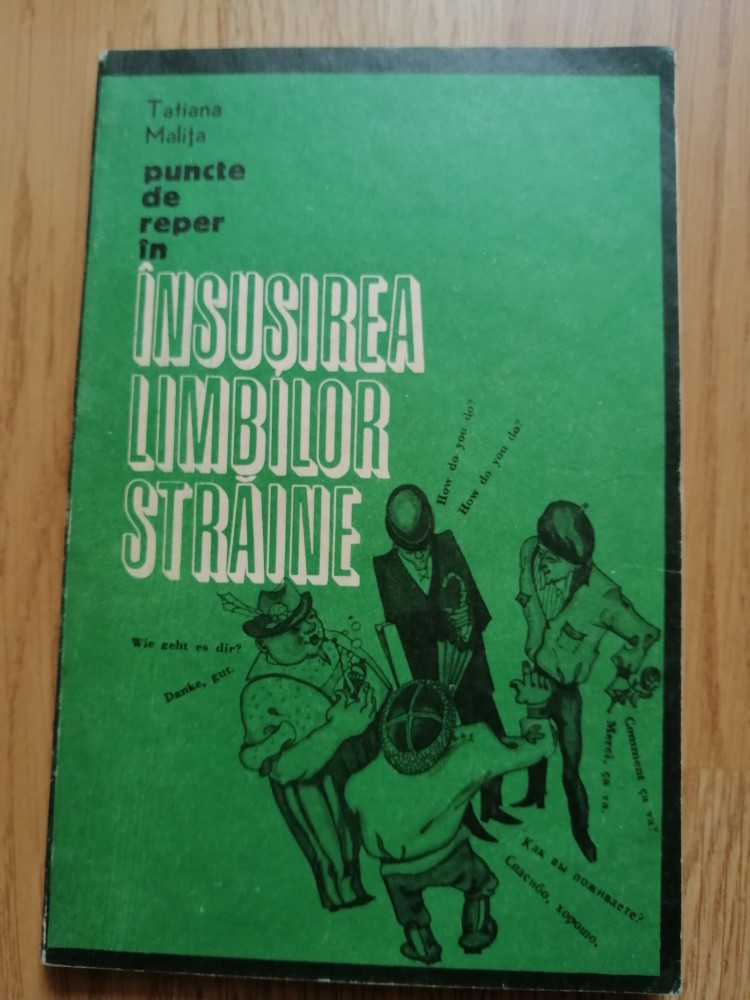 Tatiana
Malița
puncte
de
reper
în
ÎNSUȘIREA
LIMBILOR
STRĂINE
How do you do?
How do you do?
Wie geht es dir?
Danke, gut.
Comment ça va?
Merci, ça va.
Как вы поживаете?
Спасибо, хорошо.